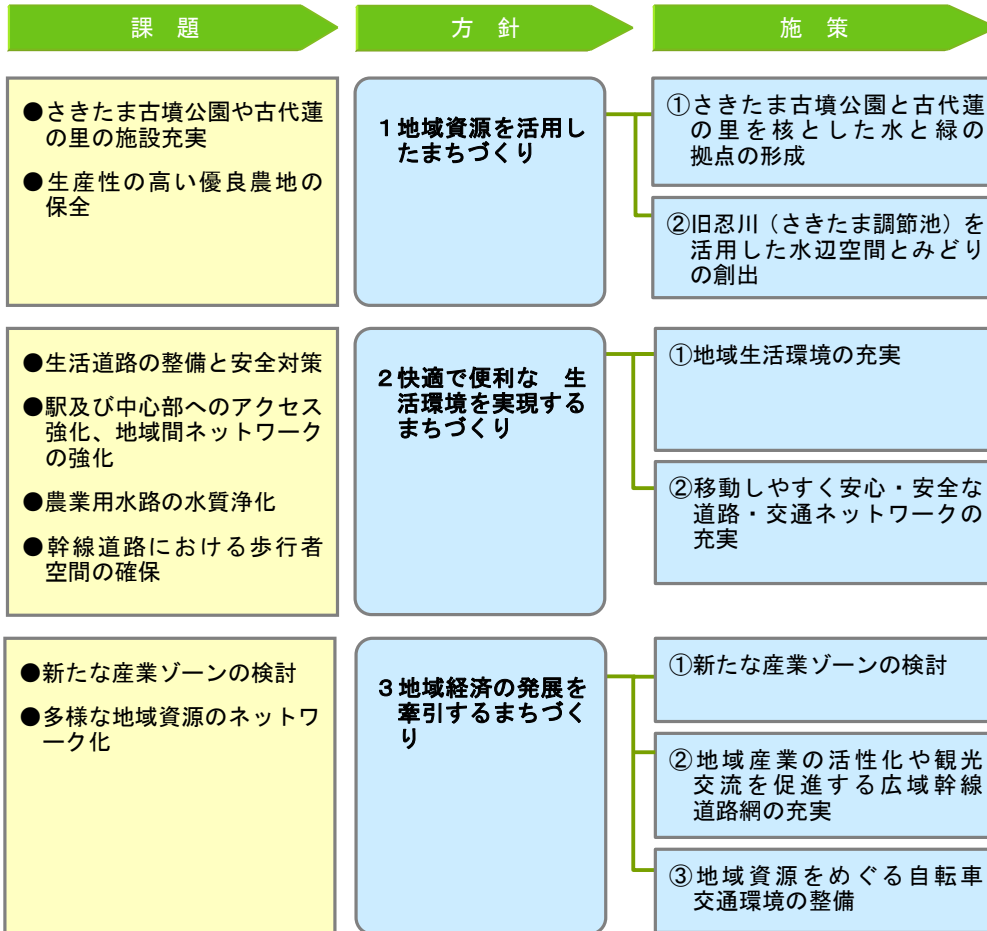 課題
方針
施策
●さきたま古墳公園や古代蓮
の里の施設充実
●生産性の高い優良農地の
保全
1地域資源を活用し
たまちづくり
①さきたま古墳公園と古代蓮
の里を核とした水と緑の
拠点の形成
②旧忍川（さきたま調節池）を
活用した水辺空間とみどり
の創出
●生活道路の整備と安全対策
●駅及び中心部へのアクセス
強化、地域間ネットワーク
の強化
●農業用水路の水質浄化
●幹線道路における歩行者
空間の確保
2快適で便利な　生
活環境を実現する
まちづくり
①地域生活環境の充実
②移動しやすく安心・安全な
道路・交通ネットワークの
充実
●新たな産業ゾーンの検討
●多様な地域資源のネットワ
ーク化
3地域経済の発展を
牽引するまちづく
り
①新たな産業ゾーンの検討
②地域産業の活性化や観光
交流を促進する広域幹線
道路網の充実
③地域資源をめぐる自転車
交通環境の整備